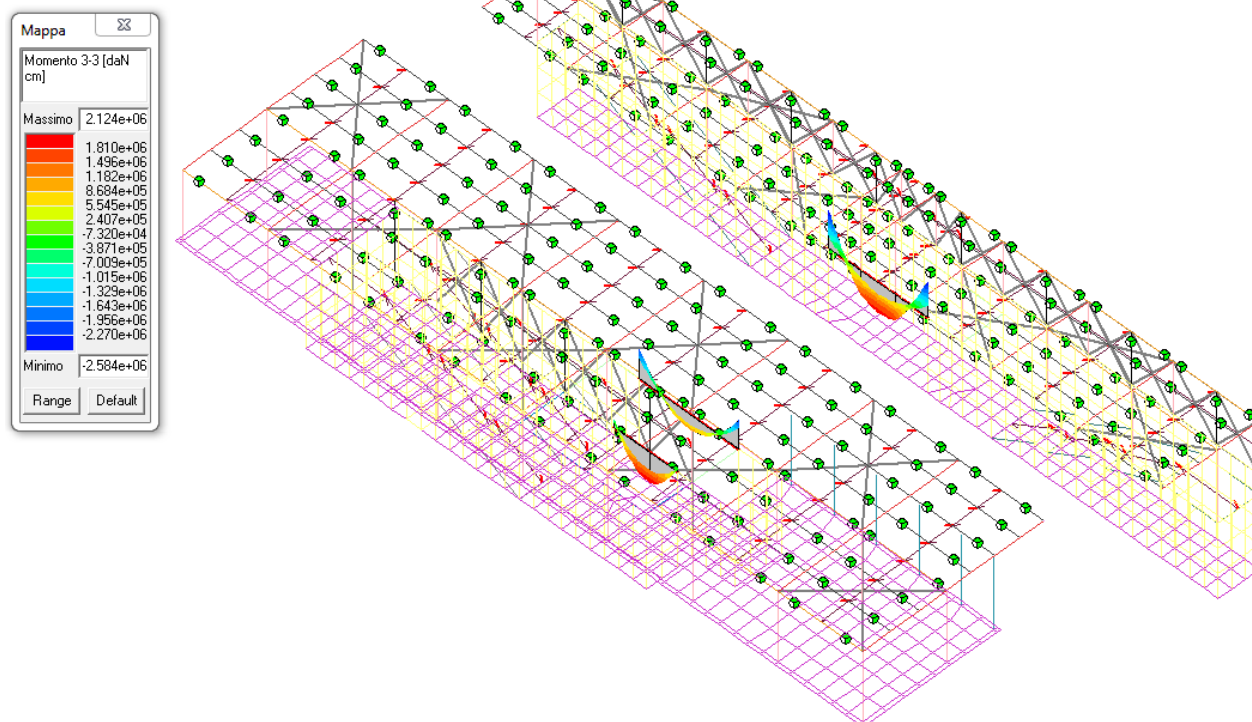 Mappa
Momento 3-3 [daN
cm]
Massimo 2.124e+06
1.810e+06
1.496e+06
1.182e+06
8.684e+05
5.545e+05
2.407e+05
-7.320e+04
-3.871e+05
-7.009e+05
-1.015e+06
-1.329e+06
-1.643e+06
-1.956e+06
-2.270e+06
Minimo -2.584e+06
Range Default